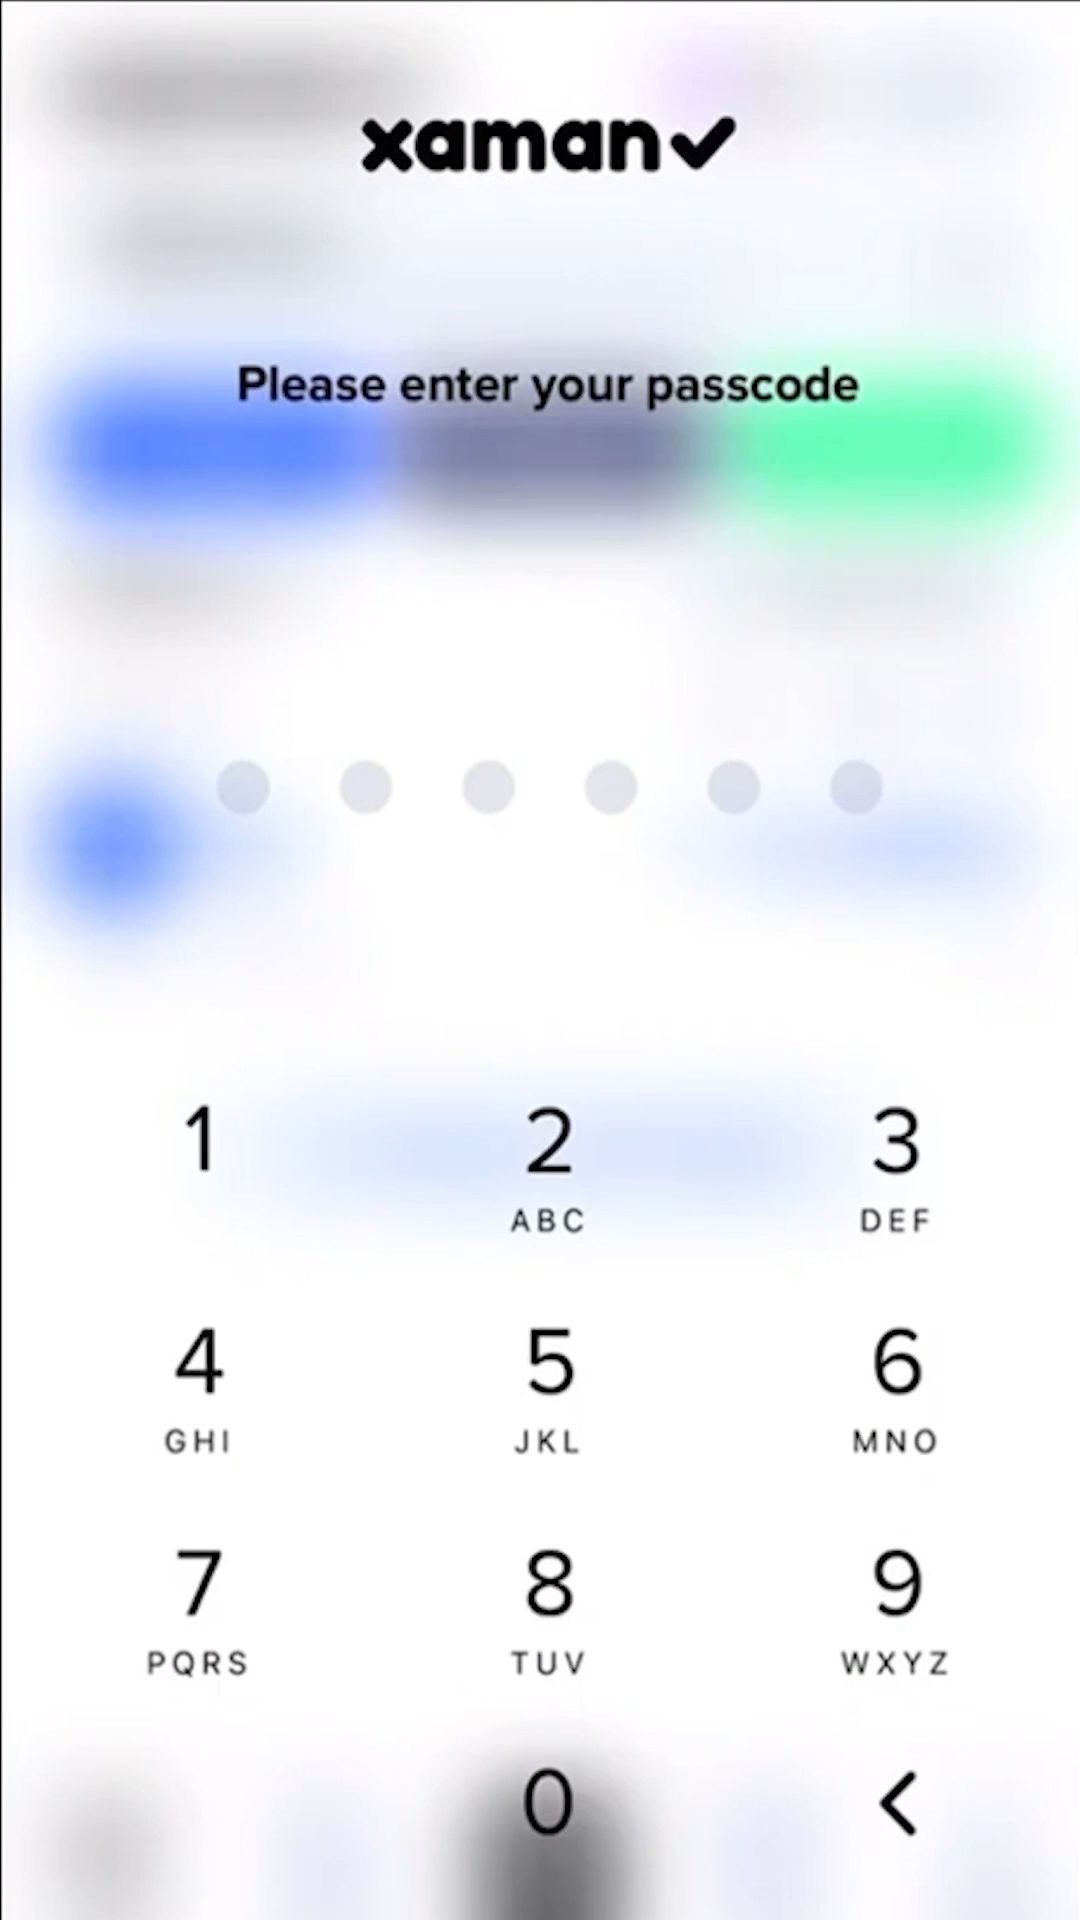 xaman
Please enter your passcode
1 2 3
ABC DEF
4 5 6
GHI JKL MNO
7 8 9
PQRS TUV WXYZ
0